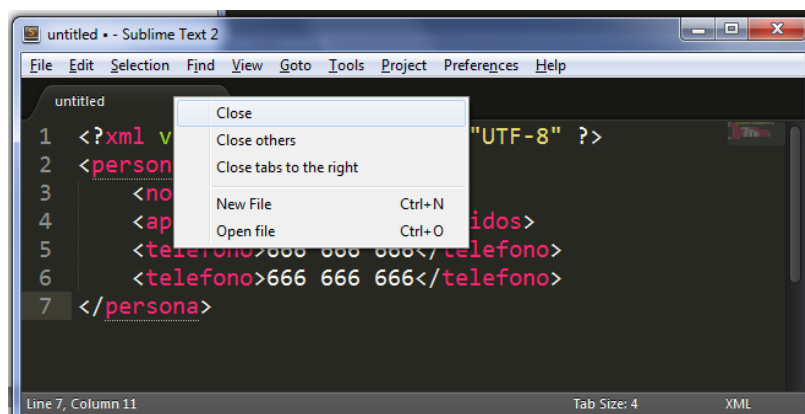 untitled • - Sublime Text 2
File Edit Selection Find View Goto Tools Project Preferences Help
untitled
Close
Close others
Close tabs to the right
New File Ctrl+N
Open file Ctrl+O
1 <?xml v "UTF-8" ?>
2 <person
3 <no
4 <ap idos>
5 <telefono>666 666 666</telefono>
6 <telefono>666 666 666</telefono>
7 </persona>
Line 7, Column 11 Tab Size: 4 XML